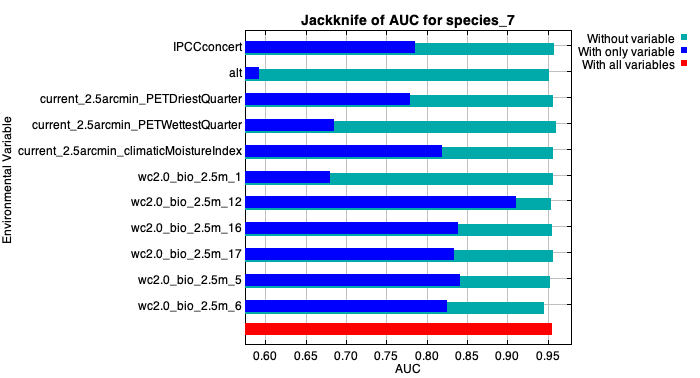 Jackknife of AUC for species_7
Without variable
With only variable
With all variables
Environmental Variable
IPCCconcert
alt
current_2.5arcmin_PETDriestQuarter
current_2.5arcmin_PETWettestQuarter
current_2.5arcmin_climaticMoistureIndex
wc2.0_bio_2.5m_1
wc2.0_bio_2.5m_12
wc2.0_bio_2.5m_16
wc2.0_bio_2.5m_17
wc2.0_bio_2.5m_5
wc2.0_bio_2.5m_6
0.60 0.65 0.70 0.75 0.80 0.85 0.90 0.95
AUC